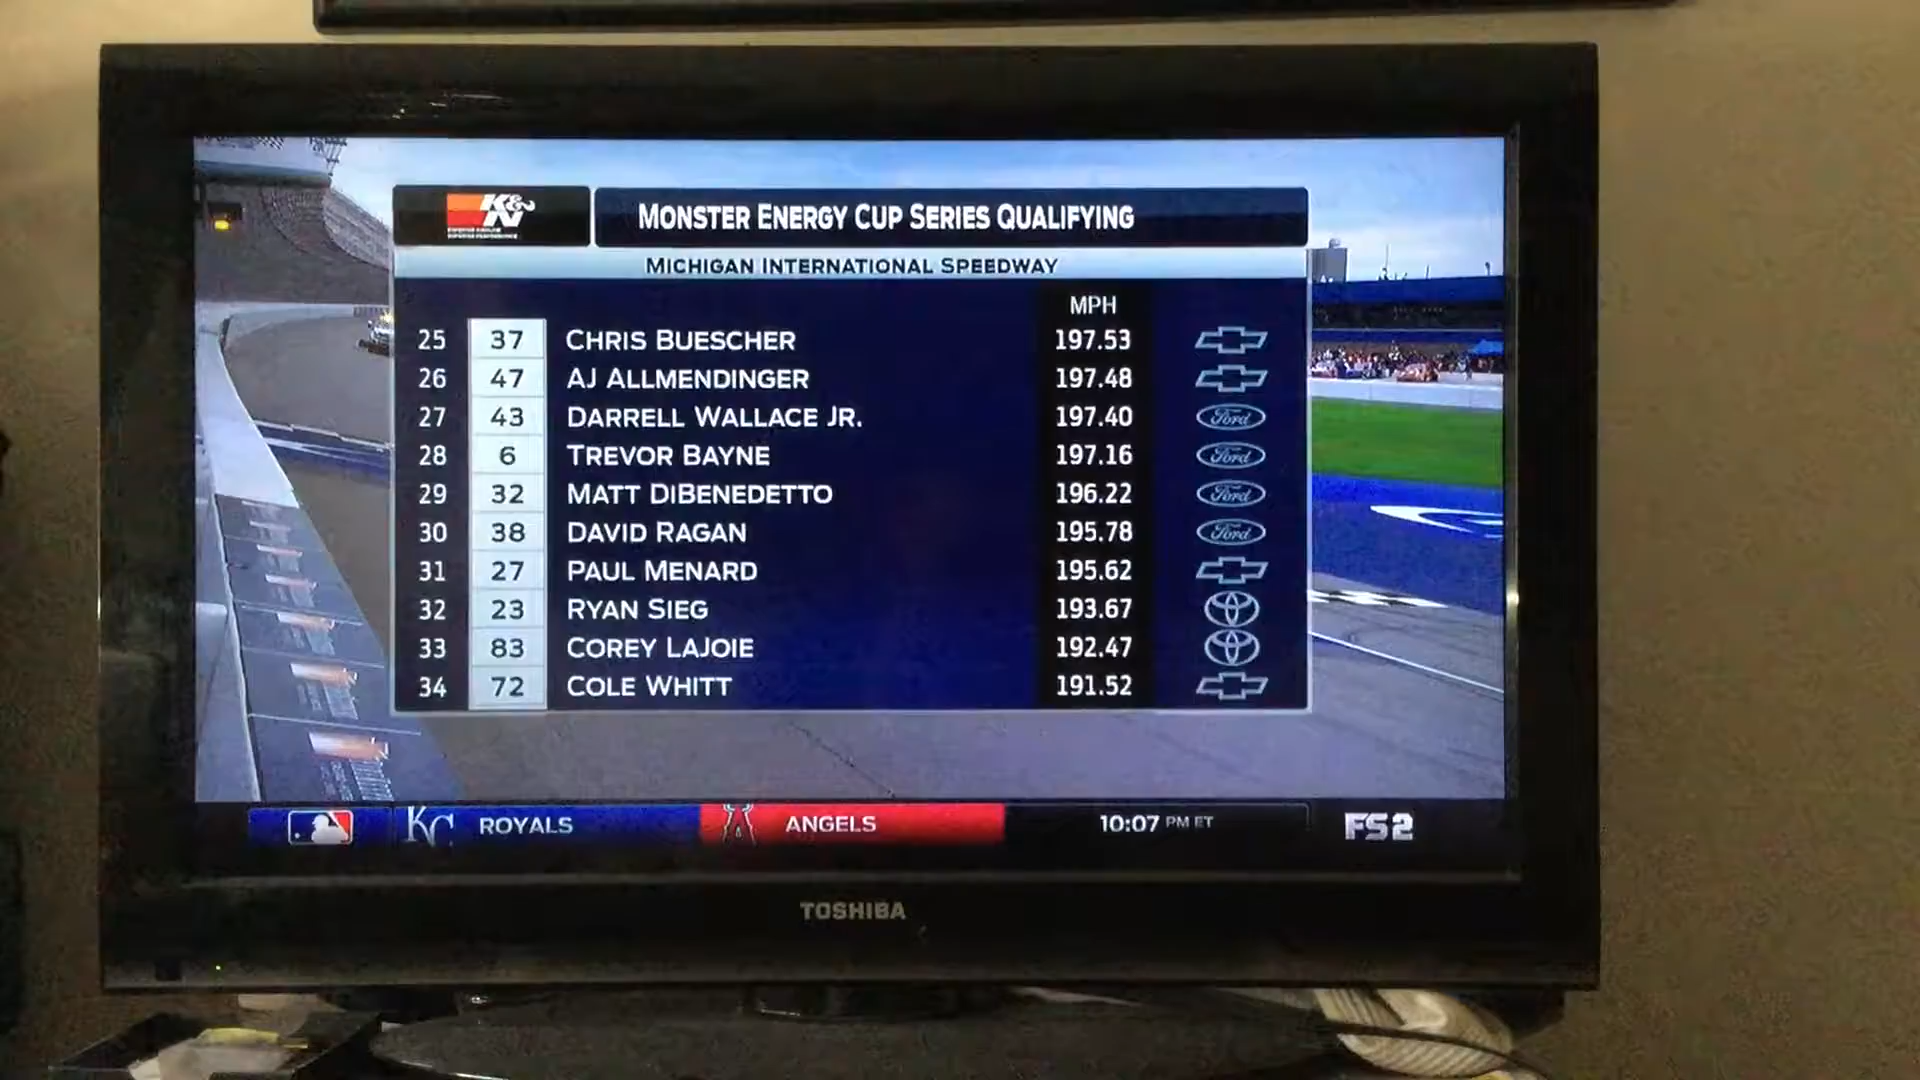 K&N
MONSTER ENERGY CUP SERIES QUALIFYING
MICHIGAN INTERNATIONAL SPEEDWAY
MPH
25 37 CHRIS BUESCHER 197.53
26 47 AJ ALLMENDINGER 197.48
27 43 DARRELL WALLACE JR. 197.40 Ford
28 6 TREVOR BAYNE 197.16 Ford
29 32 MATT DIBENEDETTO 196.22 Ford
30 38 DAVID RAGAN 195.78 Ford
31 27 PAUL MENARD 195.62
32 23 RYAN SIEG 193.67
33 83 COREY LAJOIE 192.47
34 72 COLE WHITT 191.52
KC ROYALS A ANGELS 10:07 PM ET FS2
TOSHIBA